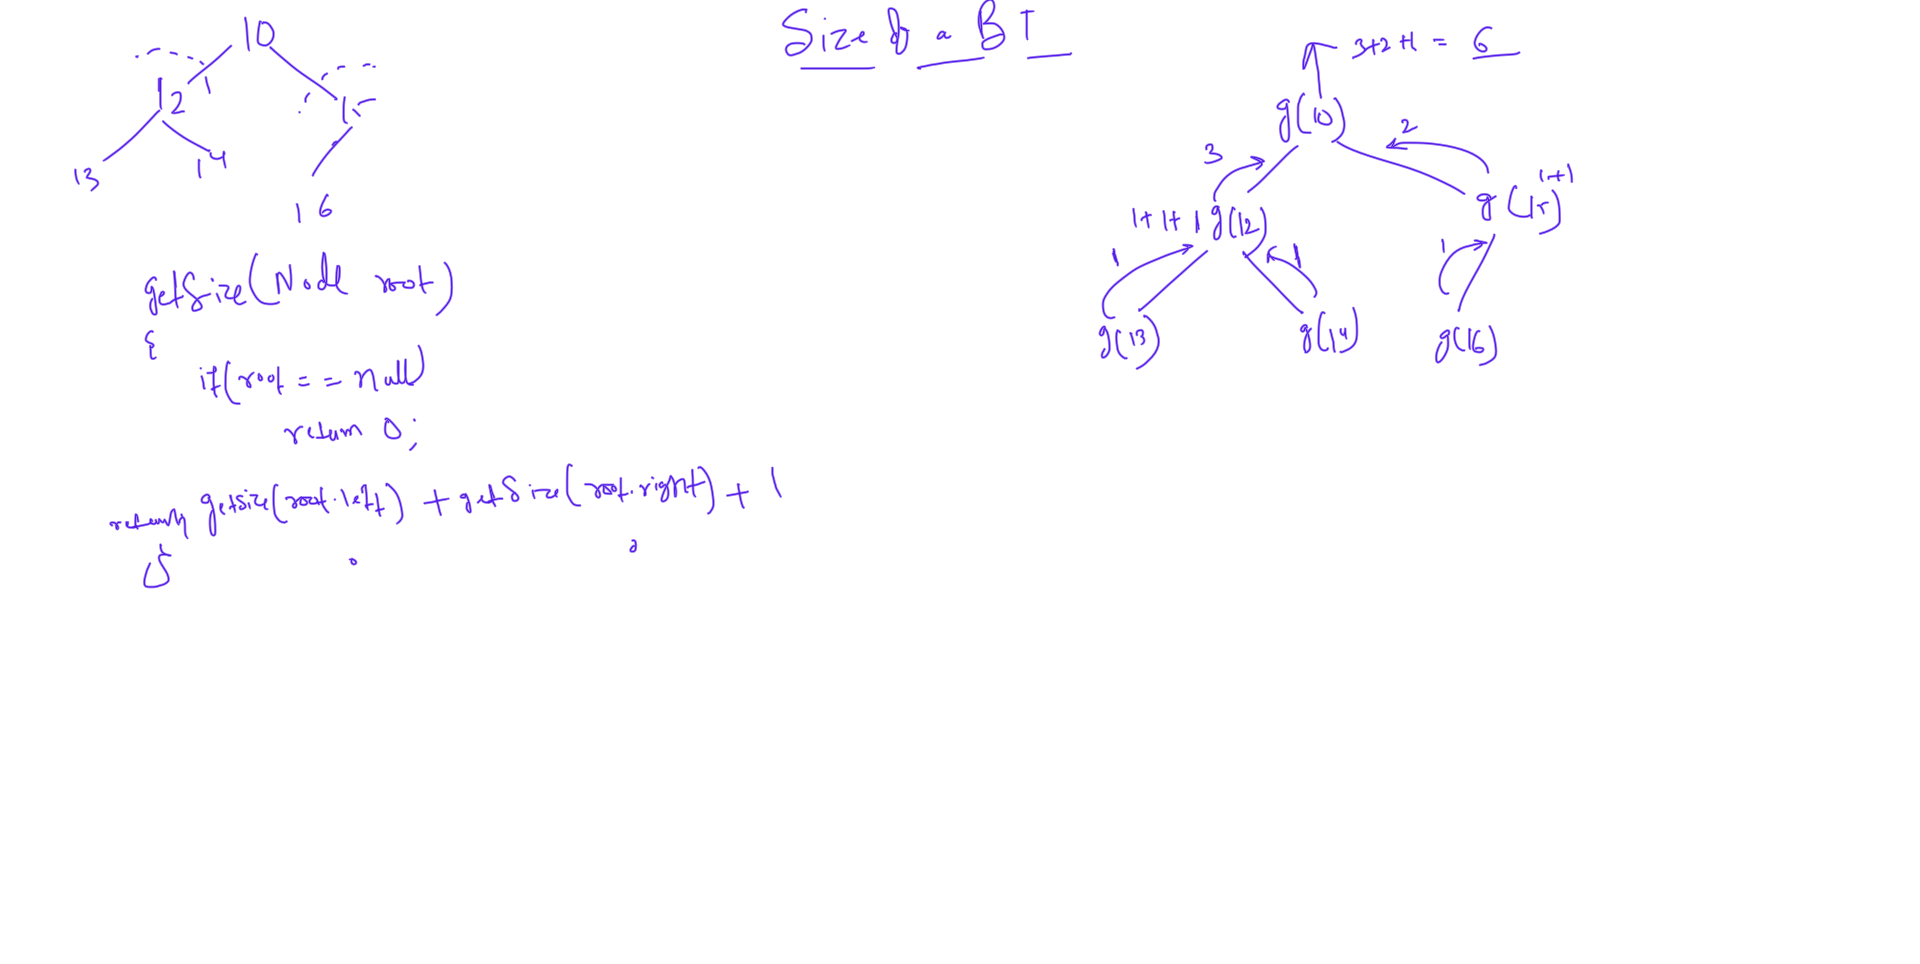 Size of a BT
10
12 15
13 14
16
getSize(Node root)
{
if(root == null)
return 0;
return getsize(root.left) + getSize(root.right) + 1
}
3+2+1 = 6
g(10)
3 2
1+1+1 g(12) g(15) 1+1
1 1 1
g(13) g(14) g(16)